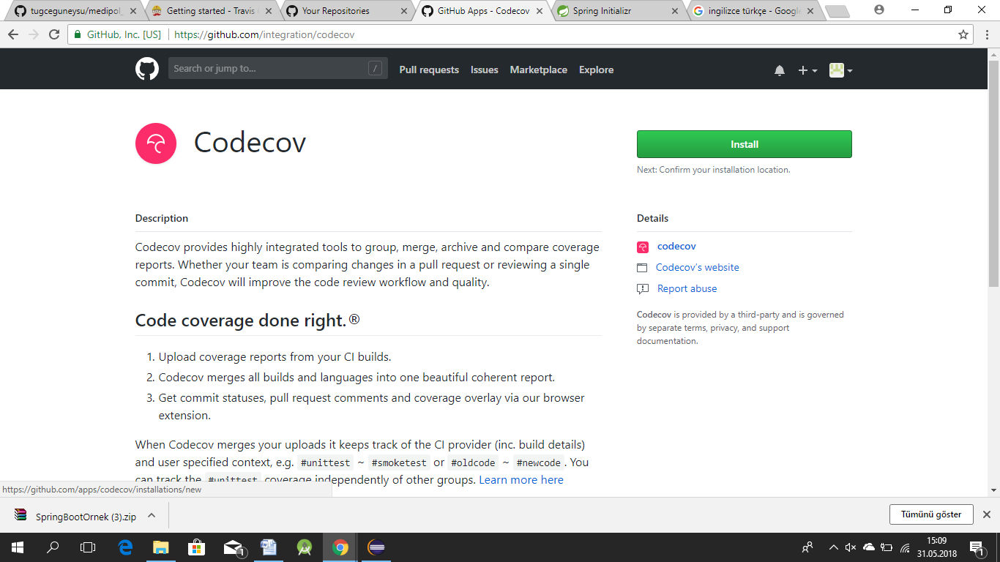 tugceguneysu/medipol_
Getting started - Travis
Your Repositories
GitHub Apps - Codecov
Spring Initializr
ingilizce türkçe - Google
GitHub, Inc. [US]
https://github.com/integration/codecov
Search or jump to...
/
Pull requests
Issues
Marketplace
Explore
Codecov
Install
Next: Confirm your installation location.
Description
Codecov provides highly integrated tools to group, merge, archive and compare coverage
reports. Whether your team is comparing changes in a pull request or reviewing a single
commit, Codecov will improve the code review workflow and quality.
Code coverage done right.®
1. Upload coverage reports from your CI builds.
2. Codecov merges all builds and languages into one beautiful coherent report.
3. Get commit statuses, pull request comments and coverage overlay via our browser
extension.
When Codecov merges your uploads it keeps track of the CI provider (inc. build details)
and user specified context, e.g. #unittest ~ #smoketest or #oldcode ~ #newcode. You
can track the #unittest coverage independently of other groups. Learn more here
Details
codecov
Codecov's website
Report abuse
Codecov is provided by a third-party and is governed
by separate terms, privacy, and support
documentation.
https://github.com/apps/codecov/installations/new
SpringBootOrnek (3).zip
Tümünü göster
1
15:09
31.05.2018
1